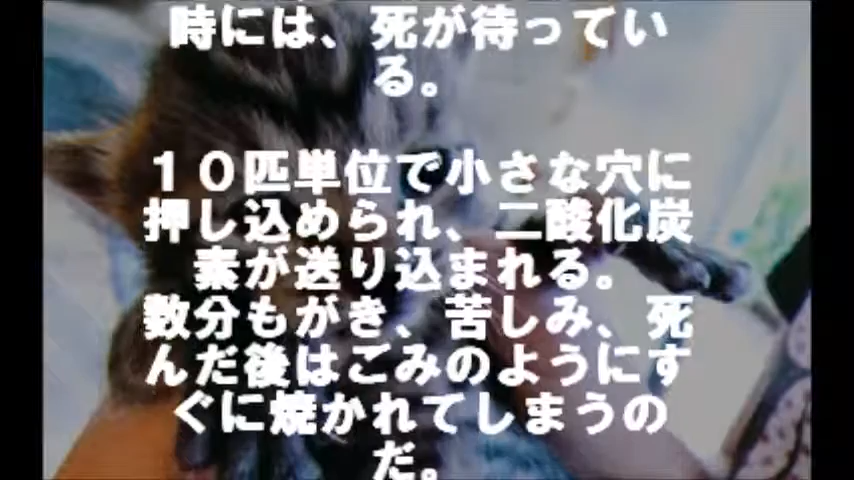 時には、死が待ってい
る。
１０匹単位で小さな穴に
押し込められ、二酸化炭
素が送り込まれる。
数分もがき、苦しみ、死
んだ後はごみのようにす
ぐに焼かれてしまうの
だ。